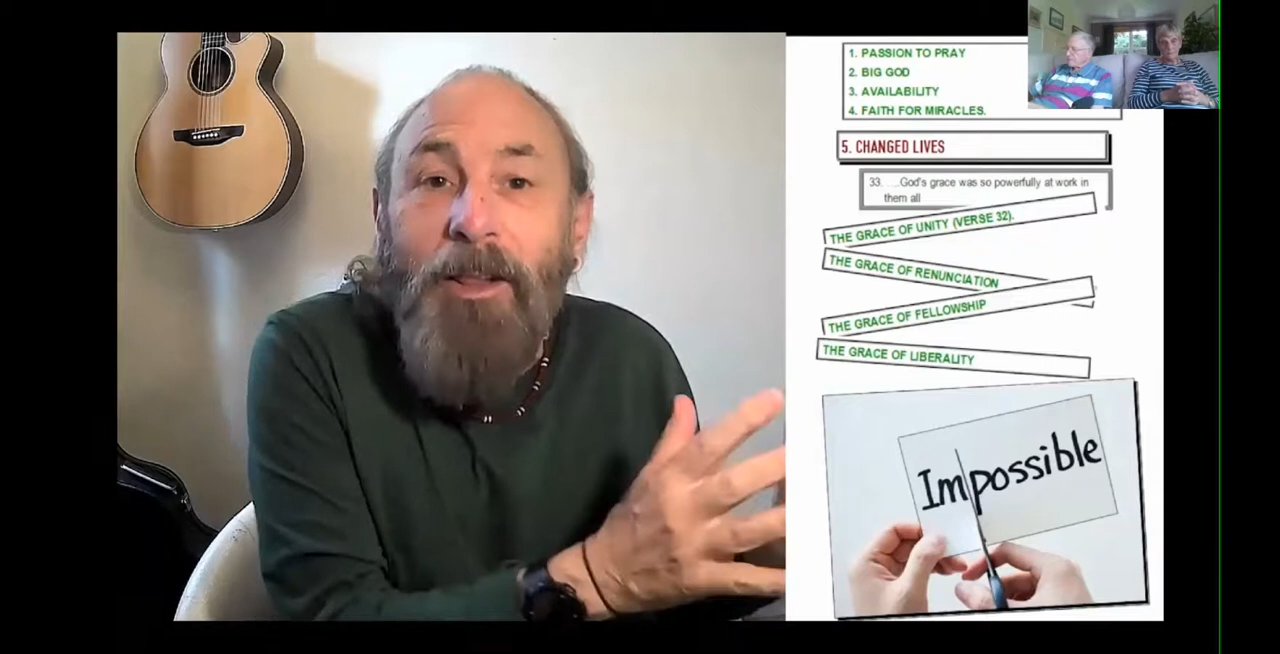 1. PASSION TO PRAY
2. BIG GOD
3. AVAILABILITY
4. FAITH FOR MIRACLES.
5. CHANGED LIVES
33. ....God's grace was so powerfully at work in
them all
THE GRACE OF UNITY (VERSE 32).
THE GRACE OF RENUNCIATION
THE GRACE OF FELLOWSHIP
THE GRACE OF LIBERALITY
Impossible